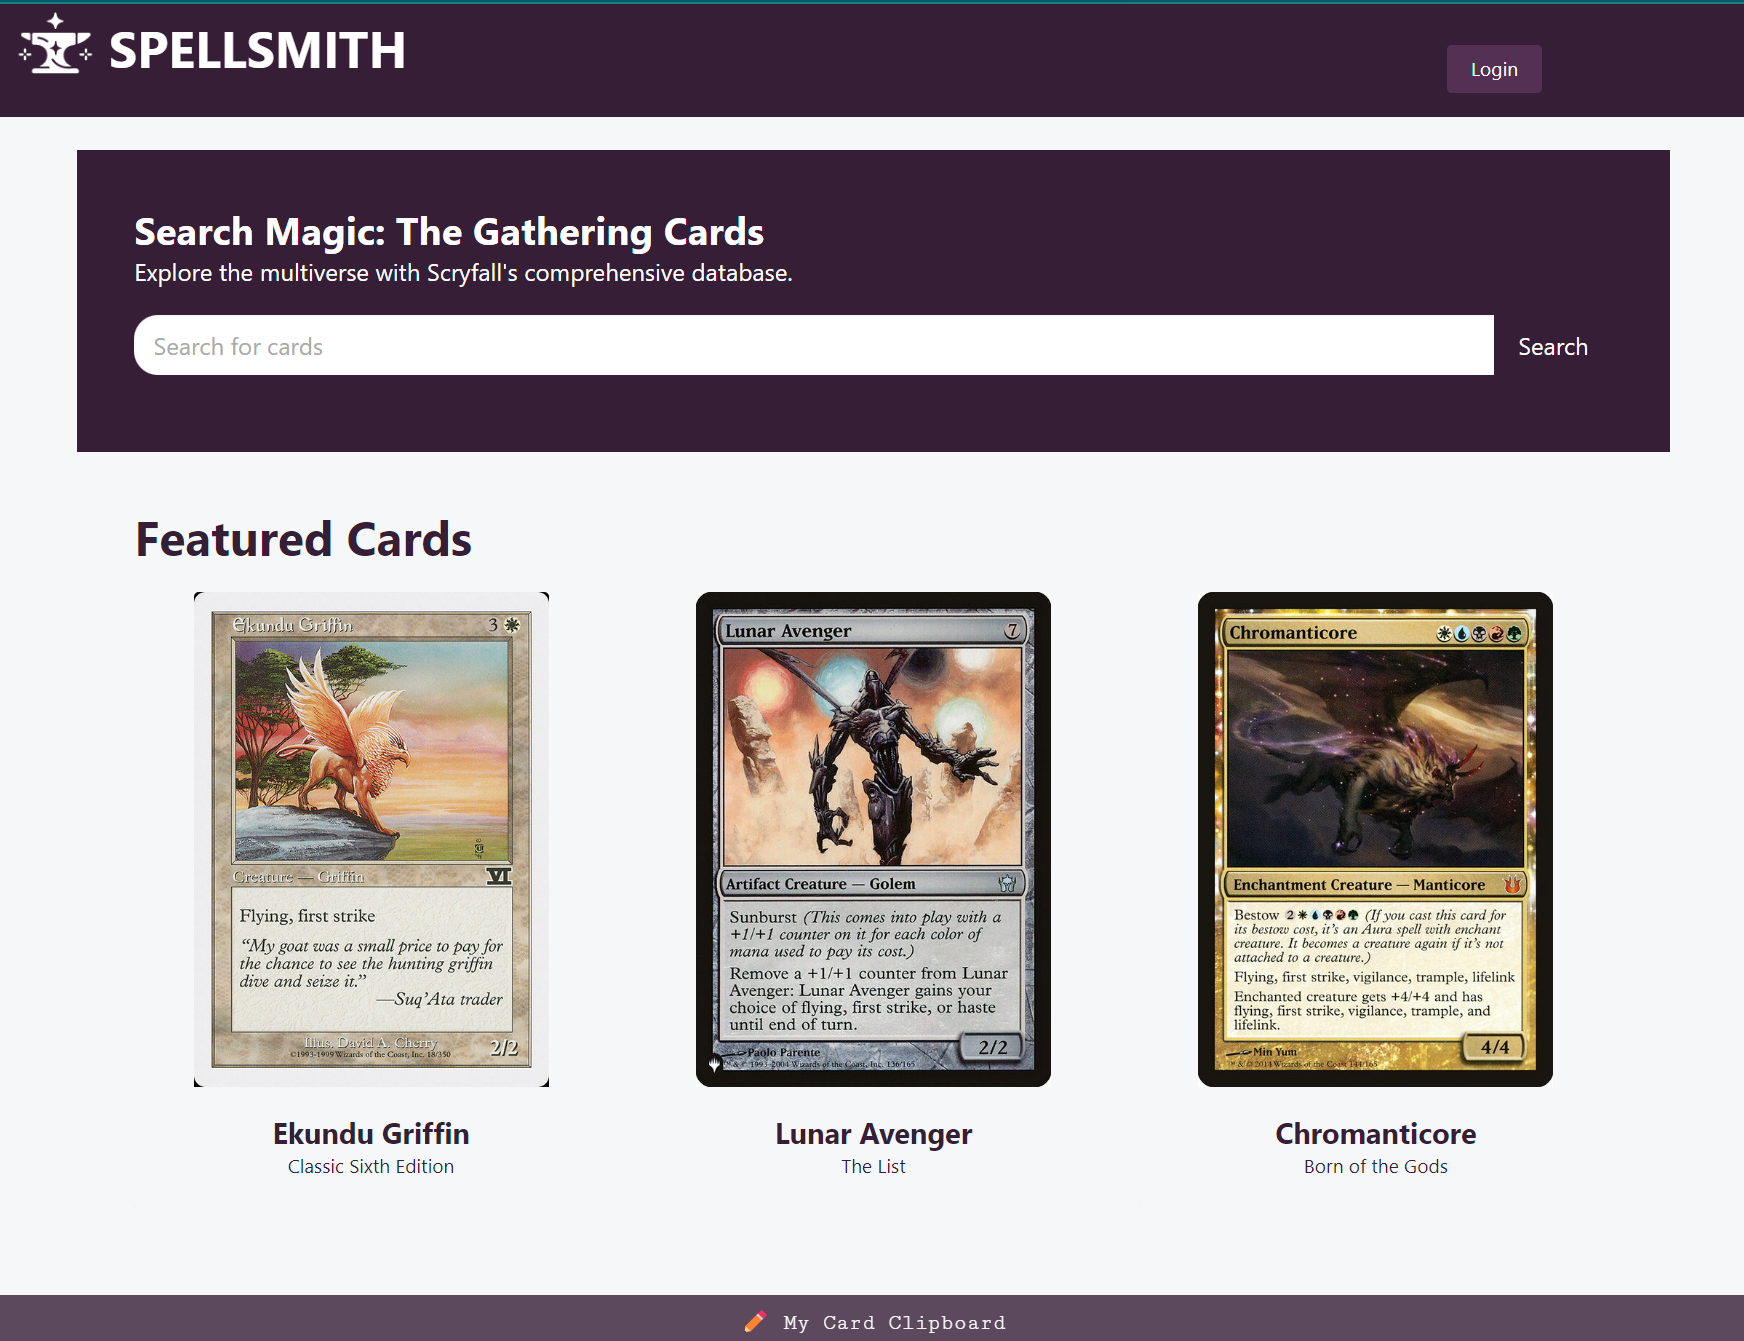 SPELLSMITH
Login
Search Magic: The Gathering Cards
Explore the multiverse with Scryfall's comprehensive database.
Search for cards
Search
Featured Cards
Ekundu Griffin 3
Creature — Griffin VI
Flying, first strike
“My goat was a small price to pay for
the chance to see the hunting griffin
dive and seize it.”
—Suq’Ata trader
Illus. David A. Cherry
©1993-1999 Wizards of the Coast, Inc. 18/350
2/2
Lunar Avenger 7
Artifact Creature — Golem
Sunburst (This comes into play with a
+1/+1 counter on it for each color of
mana used to pay its cost.)
Remove a +1/+1 counter from Lunar
Avenger: Lunar Avenger gains your
choice of flying, first strike, or haste
until end of turn.
2/2
Paolo Parente
™ & © 1993-2004 Wizards of the Coast, Inc. 136/165
Chromanticore
Enchantment Creature — Manticore
Bestow 2 (If you cast this card for
its bestow cost, it’s an Aura spell with enchant
creature. It becomes a creature again if it’s not
attached to a creature.)
Flying, first strike, vigilance, trample, lifelink
Enchanted creature gets +4/+4 and has
flying, first strike, vigilance, trample, and
lifelink.
4/4
Min Yum
™ & © 2014 Wizards of the Coast 144/165
Ekundu Griffin
Classic Sixth Edition
Lunar Avenger
The List
Chromanticore
Born of the Gods
My Card Clipboard